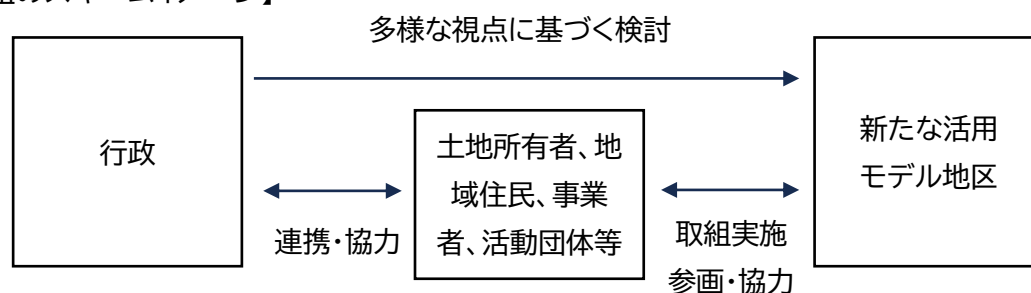 多様な視点に基づく検討
行政
土地所有者、地
域住民、事業
者、活動団体等
新たな活用
モデル地区
連携・協力
取組実施
参画・協力